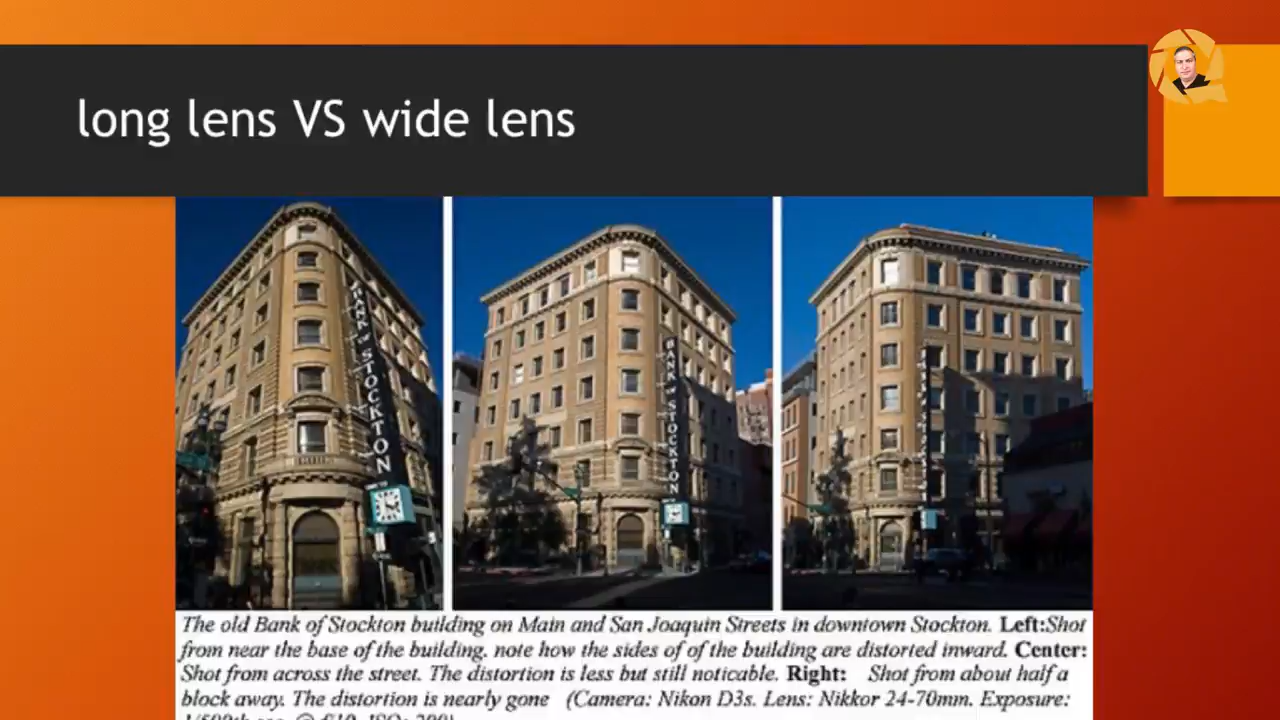 long lens VS wide lens
BANK of STOCKTON
BANK of STOCKTON
The old Bank of Stockton building on Main and San Joaquin Streets in downtown Stockton. Left:Shot
from near the base of the building. note how the sides of of the building are distorted inward. Center:
Shot from across the street. The distortion is less but still noticable. Right: Shot from about half a
block away. The distortion is nearly gone (Camera: Nikon D3s. Lens: Nikkor 24-70mm. Exposure: